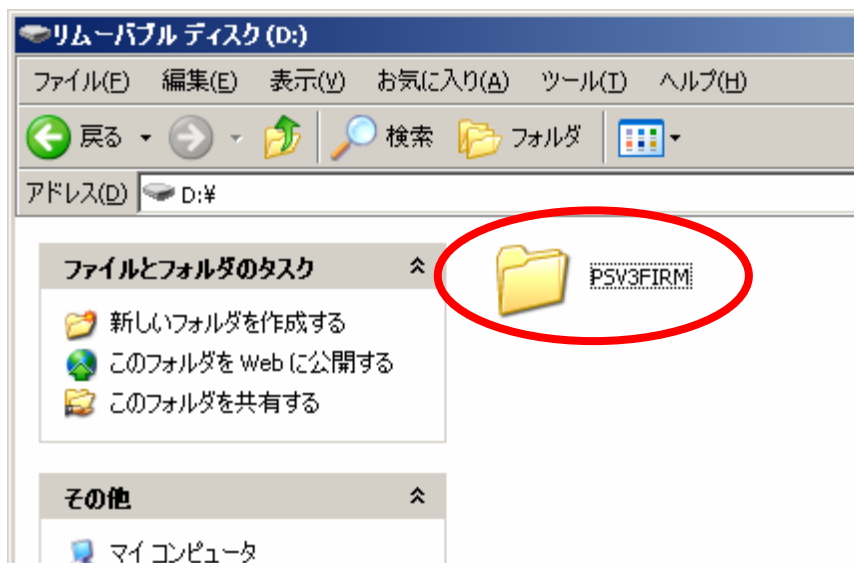 リムーバブル ディスク (D:)
ファイル(F) 編集(E) 表示(V) お気に入り(A) ツール(T) ヘルプ(H)
戻る 検索 フォルダ
アドレス(D) D:¥
ファイルとフォルダのタスク
新しいフォルダを作成する
このフォルダを Web に公開する
このフォルダを共有する
PSV3FIRM
その他
マイ コンピュータ